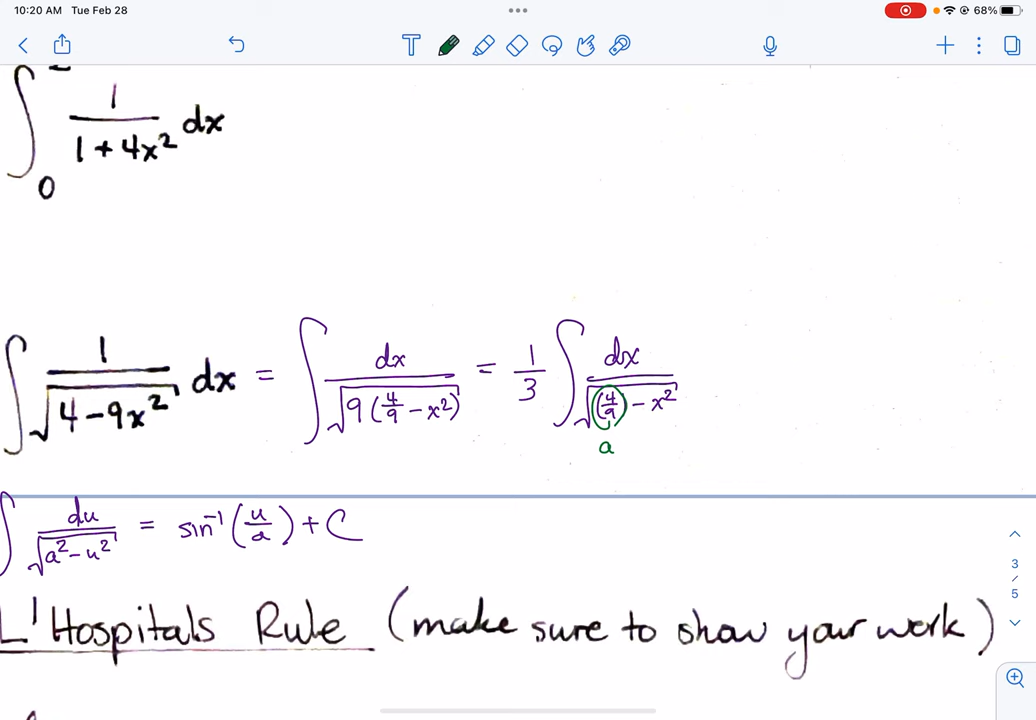 10:20 AM Tue Feb 28
68%
∫_0 1/(1 + 4x²) dx
∫ 1/√(4 - 9x²) dx = ∫ dx/√(9(4/9 - x²)) = 1/3 ∫ dx/√((4/9) - x²)
a
∫ du/√(a² - u²) = sin⁻¹(u/a) + C
3
/
5
L'Hospitals Rule (make sure to show your work)